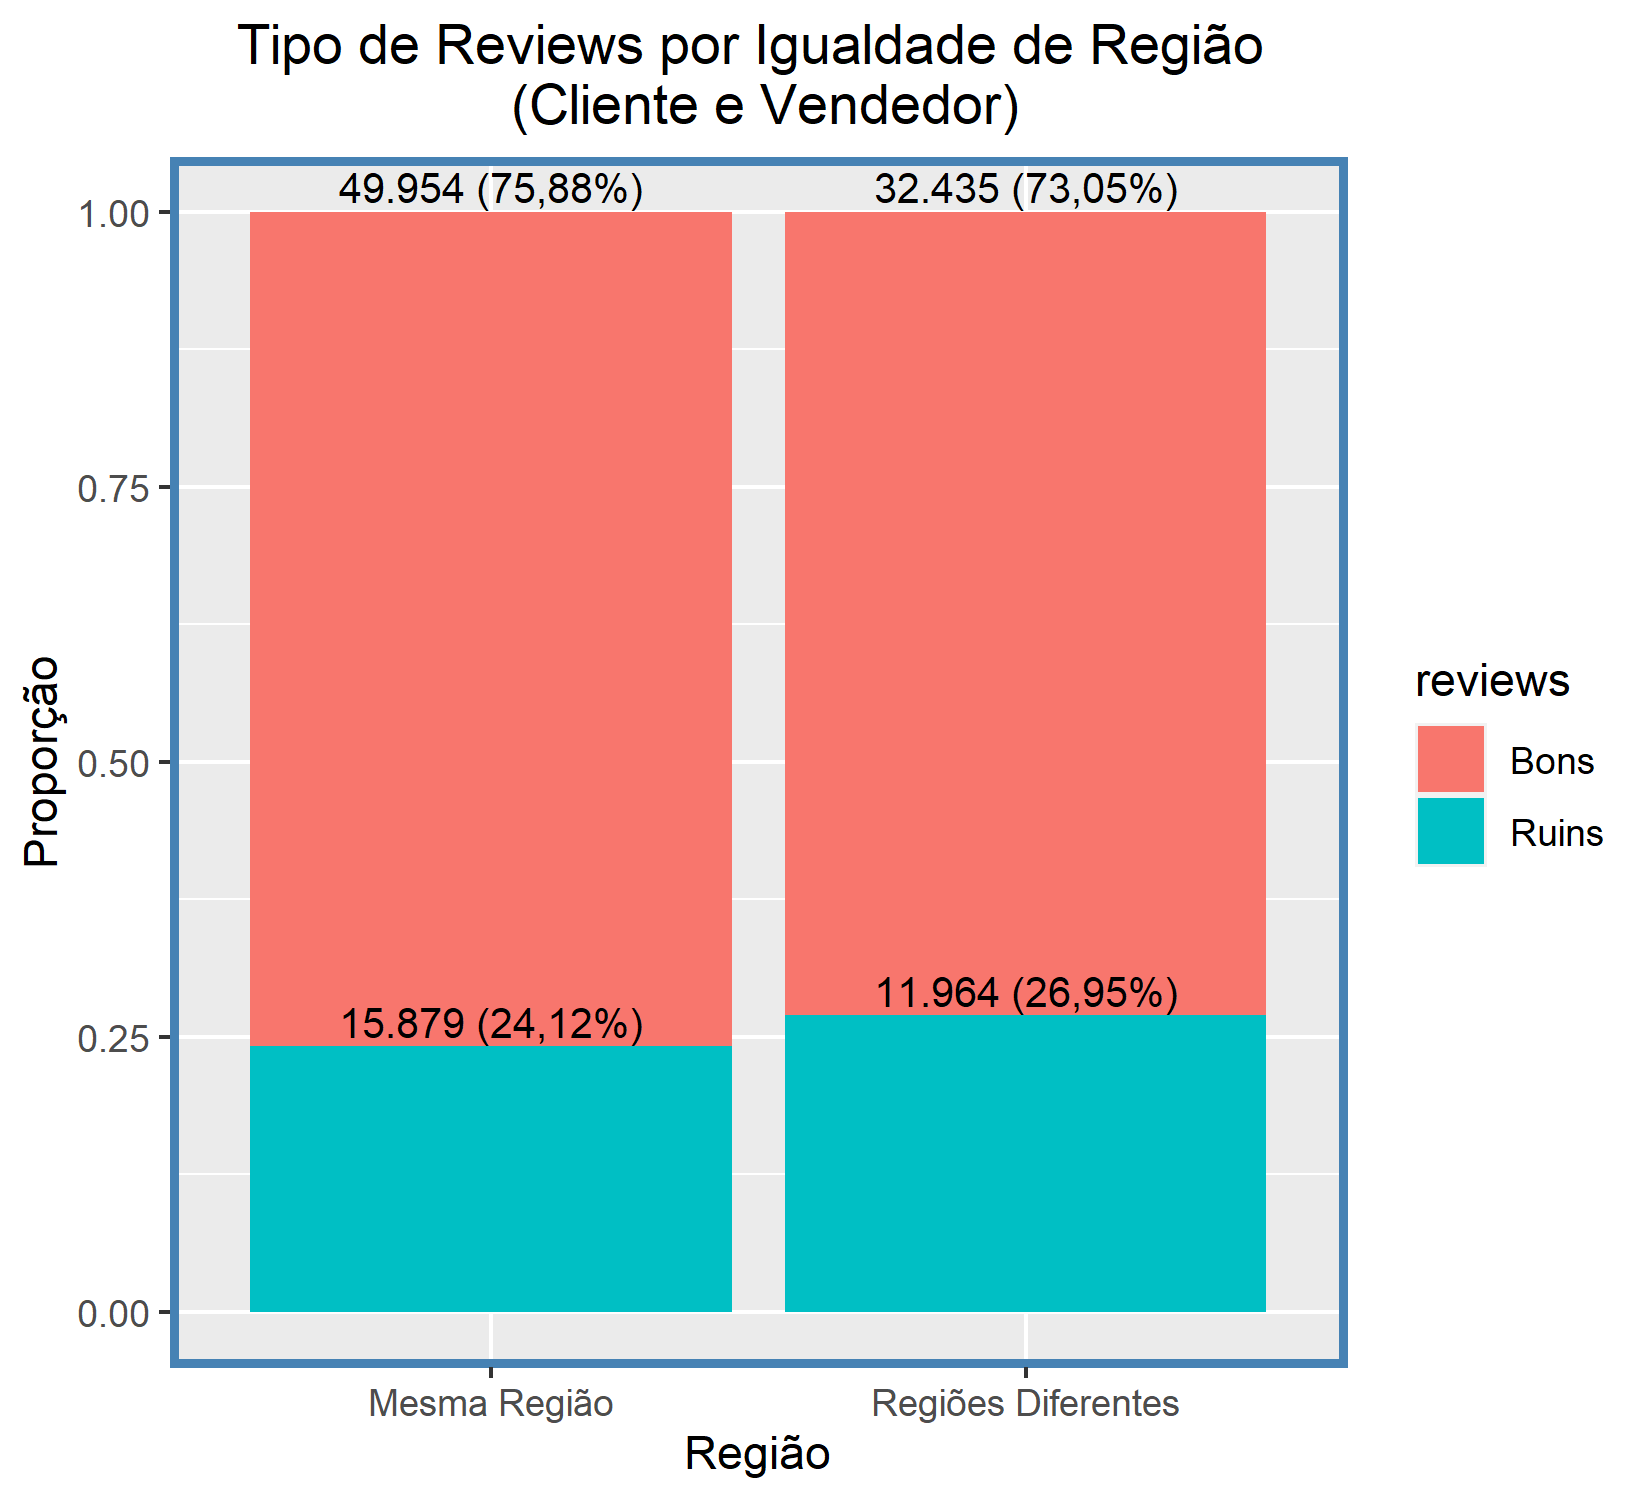 Tipo de Reviews por Igualdade de Região
(Cliente e Vendedor)
49.954 (75,88%)
32.435 (73,05%)
1.00
0.75
0.50
0.25
0.00
Proporção
15.879 (24,12%)
11.964 (26,95%)
reviews
Bons
Ruins
Mesma Região
Regiões Diferentes
Região